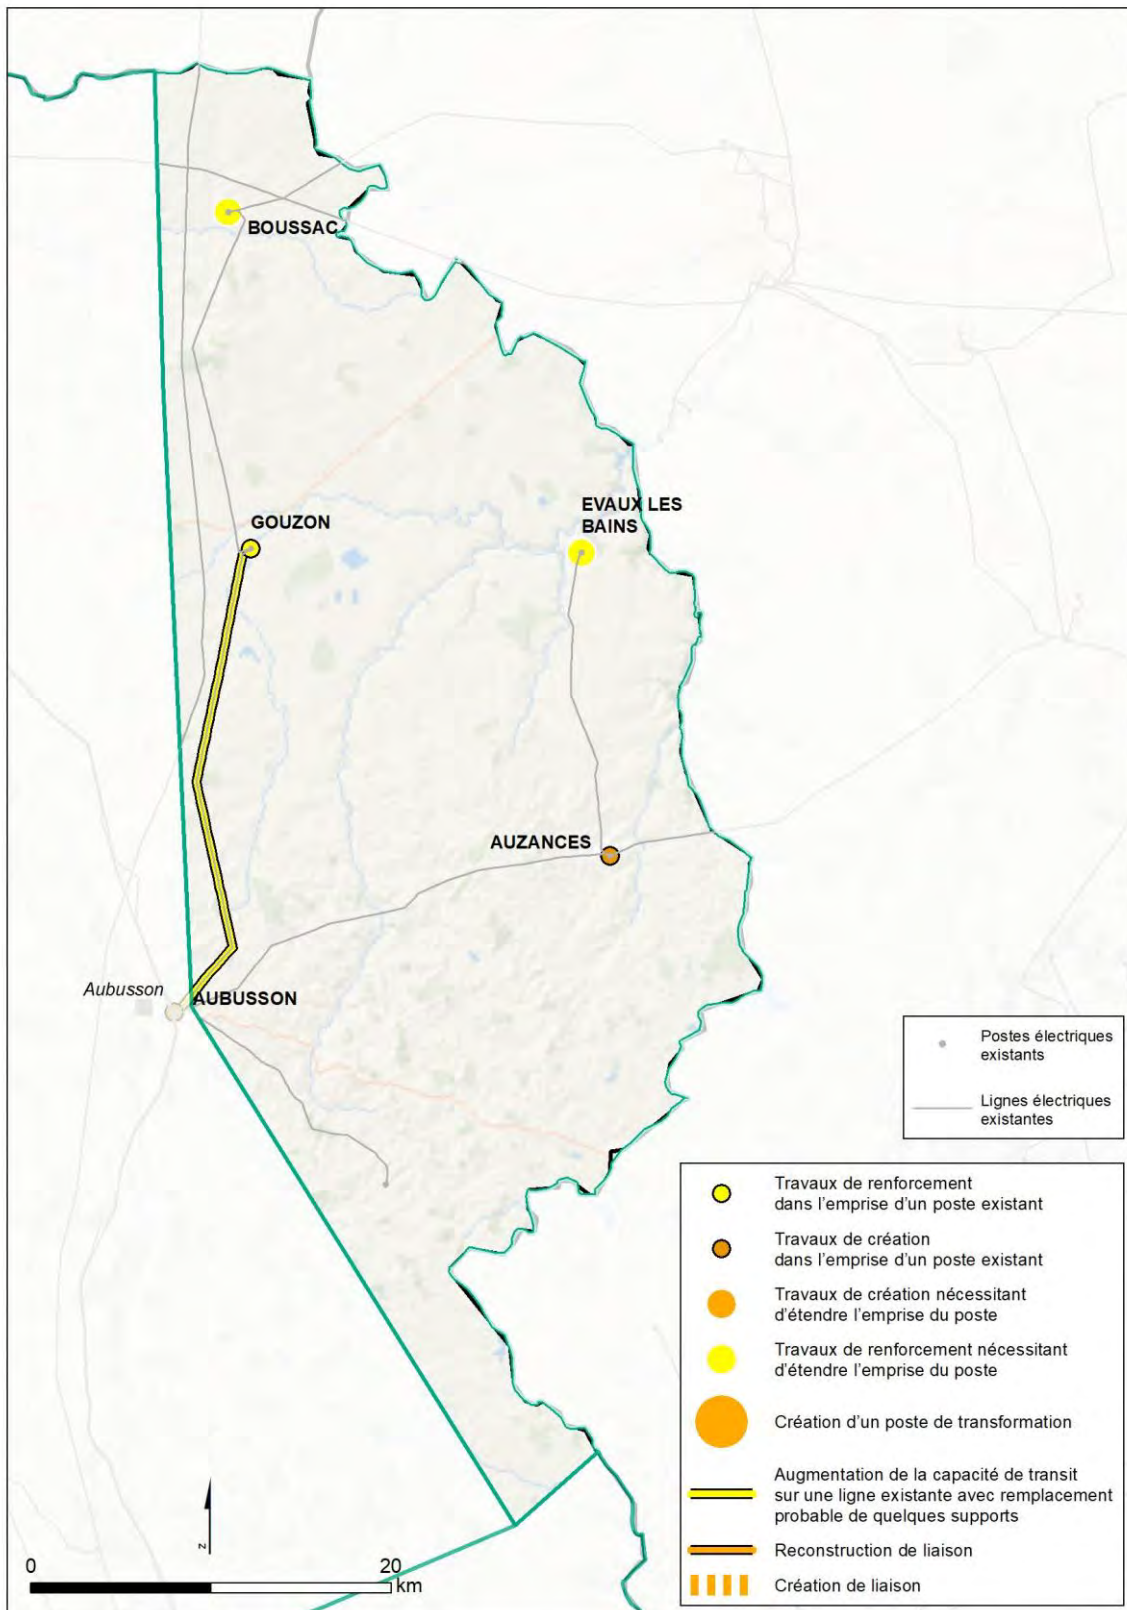 BOUSSAC
GOUZON
EVAUX LES
BAINS
AUZANCES
Aubusson
AUBUSSON
Postes électriques
existants
Lignes électriques
existantes
Travaux de renforcement
dans l'emprise d'un poste existant
Travaux de création
dans l'emprise d'un poste existant
Travaux de création nécessitant
d'étendre l'emprise du poste
Travaux de renforcement nécessitant
d'étendre l'emprise du poste
Création d'un poste de transformation
Augmentation de la capacité de transit
sur une ligne existante avec remplacement
probable de quelques supports
Reconstruction de liaison
Création de liaison
N
0 20
km